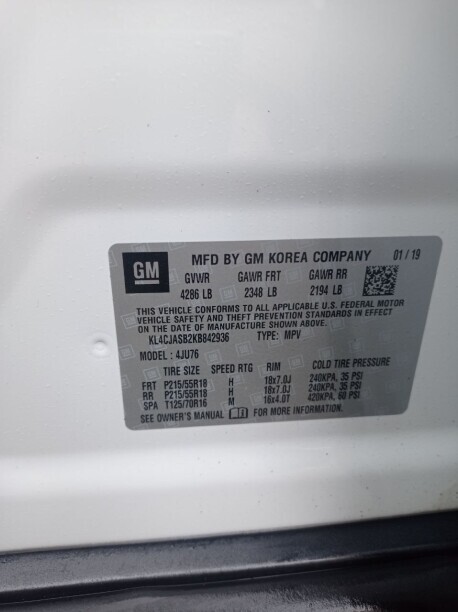 GM MFD BY GM KOREA COMPANY 01 / 19
GVWR GAWR FRT GAWR RR
4286 LB 2348 LB 2194 LB
THIS VEHICLE CONFORMS TO ALL APPLICABLE U.S. FEDERAL MOTOR
VEHICLE SAFETY AND THEFT PREVENTION STANDARDS IN EFFECT
ON THE DATE OF MANUFACTURE SHOWN ABOVE.
KL4CJASB2KB842936 TYPE: MPV
MODEL : 4JU76
TIRE SIZE SPEED RTG RIM COLD TIRE PRESSURE
FRT P215/55R18 H 18x7.0J 240KPA, 35 PSI
RR P215/55R18 H 18x7.0J 240KPA, 35 PSI
SPA T125/70R16 M 16x4.0T 420KPA, 60 PSI
SEE OWNER'S MANUAL FOR MORE INFORMATION.